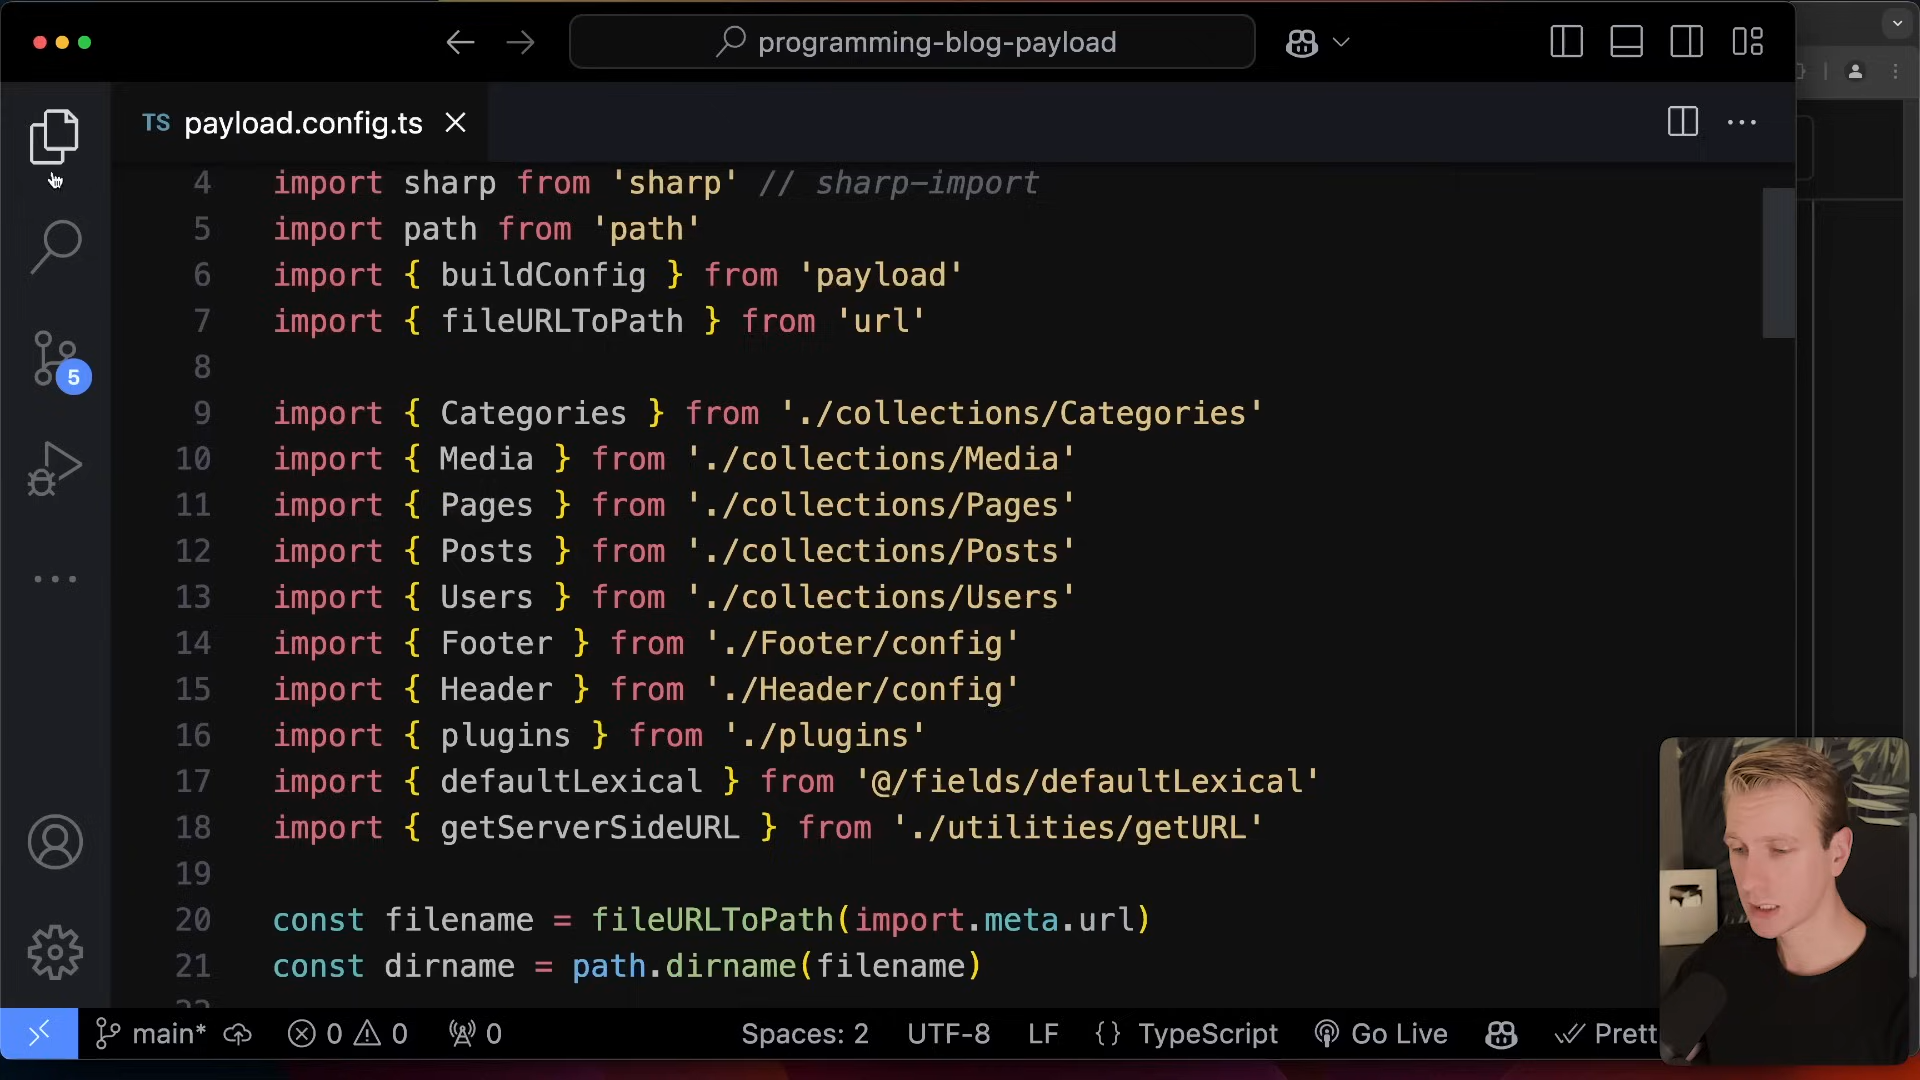 programming-blog-payload
TS payload.config.ts
4 import sharp from 'sharp' // sharp-import
5 import path from 'path'
6 import { buildConfig } from 'payload'
7 import { fileURLToPath } from 'url'
8
9 import { Categories } from './collections/Categories'
10 import { Media } from './collections/Media'
11 import { Pages } from './collections/Pages'
12 import { Posts } from './collections/Posts'
13 import { Users } from './collections/Users'
14 import { Footer } from './Footer/config'
15 import { Header } from './Header/config'
16 import { plugins } from './plugins'
17 import { defaultLexical } from '@/fields/defaultLexical'
18 import { getServerSideURL } from './utilities/getURL'
19
20 const filename = fileURLToPath(import.meta.url)
21 const dirname = path.dirname(filename)
5
main* 0 0 0 Spaces: 2 UTF-8 LF {} TypeScript Go Live Prett